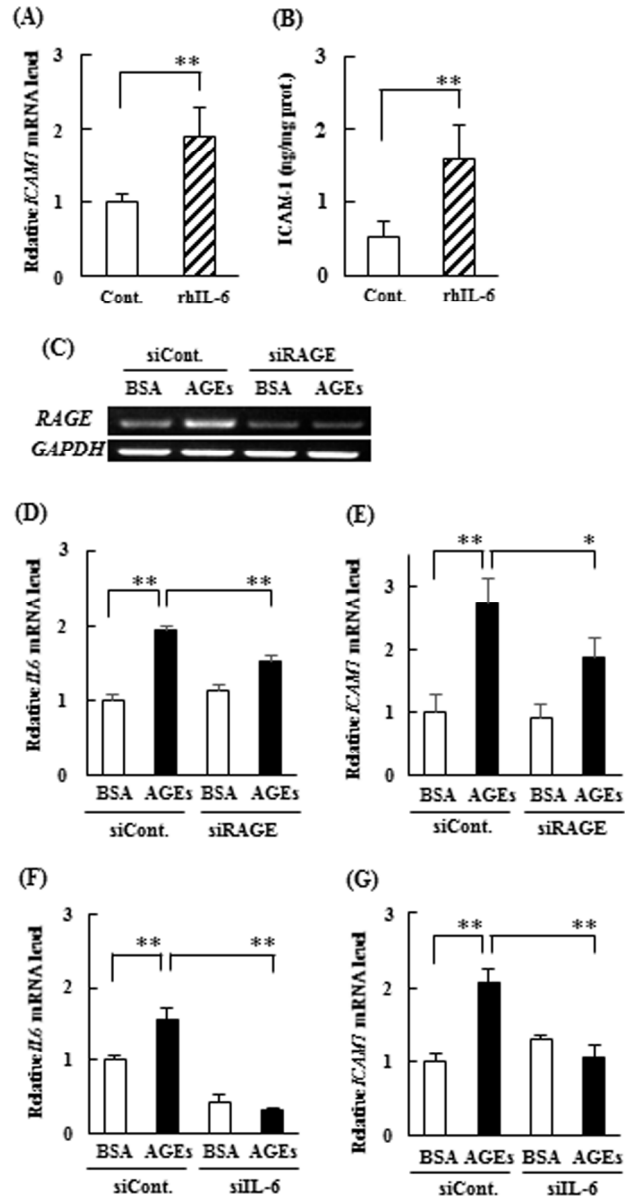 (A)
Relative ICAM1 mRNA level
3
2
1
0
**
Cont. rhIL-6
(B)
ICAM-1 (ng/mg prot.)
3
2
1
0
**
Cont. rhIL-6
(C)
siCont. siRAGE
BSA AGEs BSA AGEs
RAGE
GAPDH
(D)
Relative IL6 mRNA level
3
2
1
0
** **
BSA AGEs BSA AGEs
siCont. siRAGE
(E)
Relative ICAM1 mRNA level
3
2
1
0
** *
BSA AGEs BSA AGEs
siCont. siRAGE
(F)
Relative IL6 mRNA level
3
2
1
0
** **
BSA AGEs BSA AGEs
siCont. siIL-6
(G)
Relative ICAM1 mRNA level
3
2
1
0
** **
BSA AGEs BSA AGEs
siCont. siIL-6